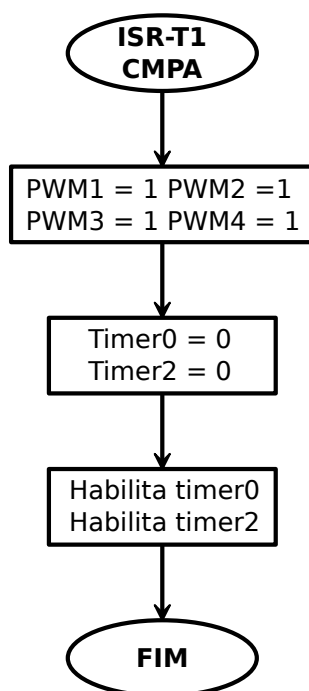 ISR-T1
CMPA
PWM1 = 1 PWM2 =1
PWM3 = 1 PWM4 = 1
Timer0 = 0
Timer2 = 0
Habilita timer0
Habilita timer2
FIM